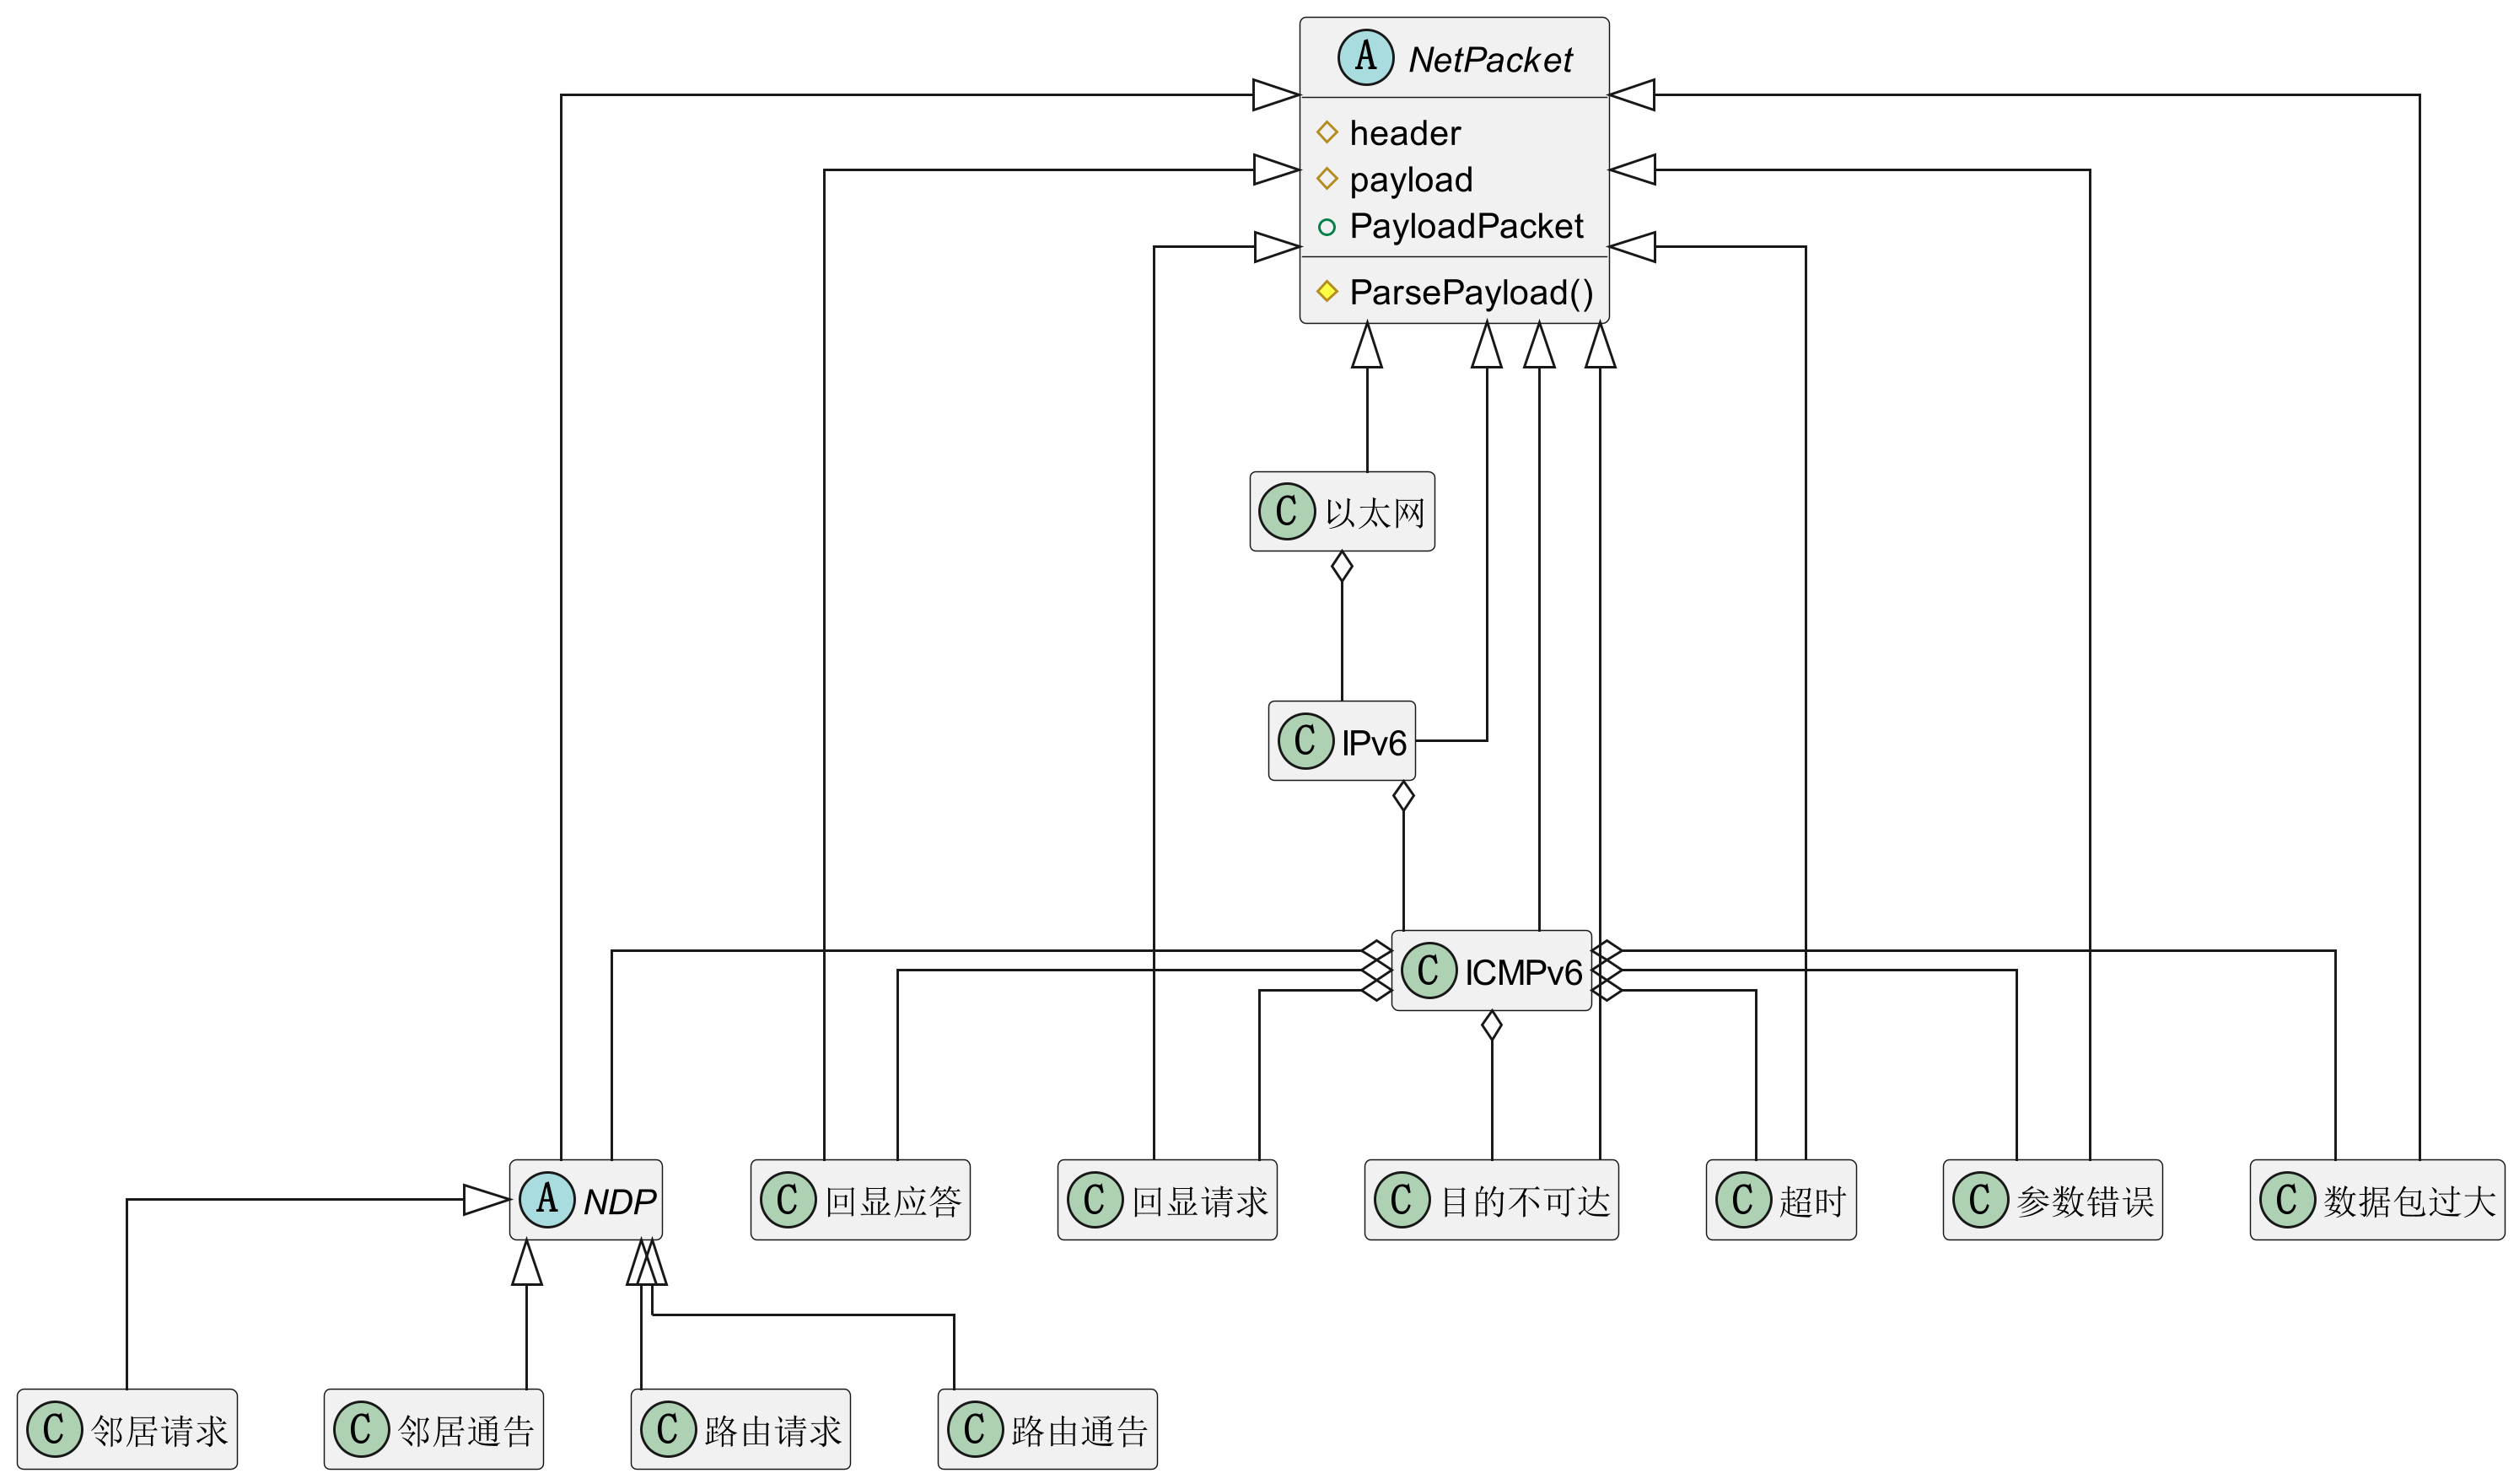 A NetPacket
header
payload
PayloadPacket
ParsePayload()
C 以太网
C IPv6
C ICMPv6
A NDP
C 回显应答
C 回显请求
C 目的不可达
C 超时
C 参数错误
C 数据包过大
C 邻居请求
C 邻居通告
C 路由请求
C 路由通告